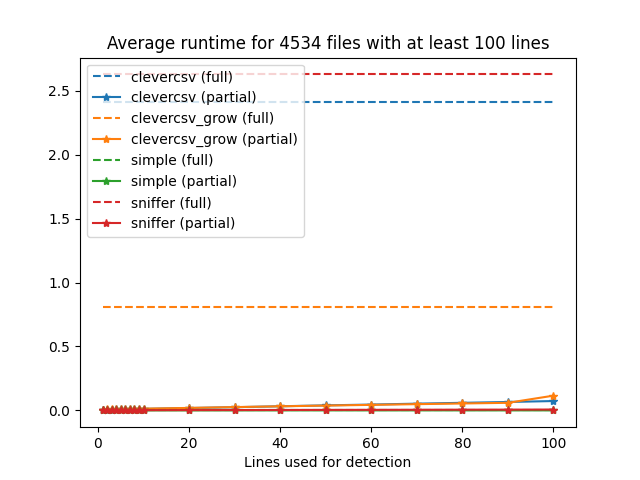 Average runtime for 4534 files with at least 100 lines
clevercsv (full)
clevercsv (partial)
clevercsv_grow (full)
clevercsv_grow (partial)
simple (full)
simple (partial)
sniffer (full)
sniffer (partial)
2.5
2.0
1.5
1.0
0.5
0.0
0 20 40 60 80 100
Lines used for detection